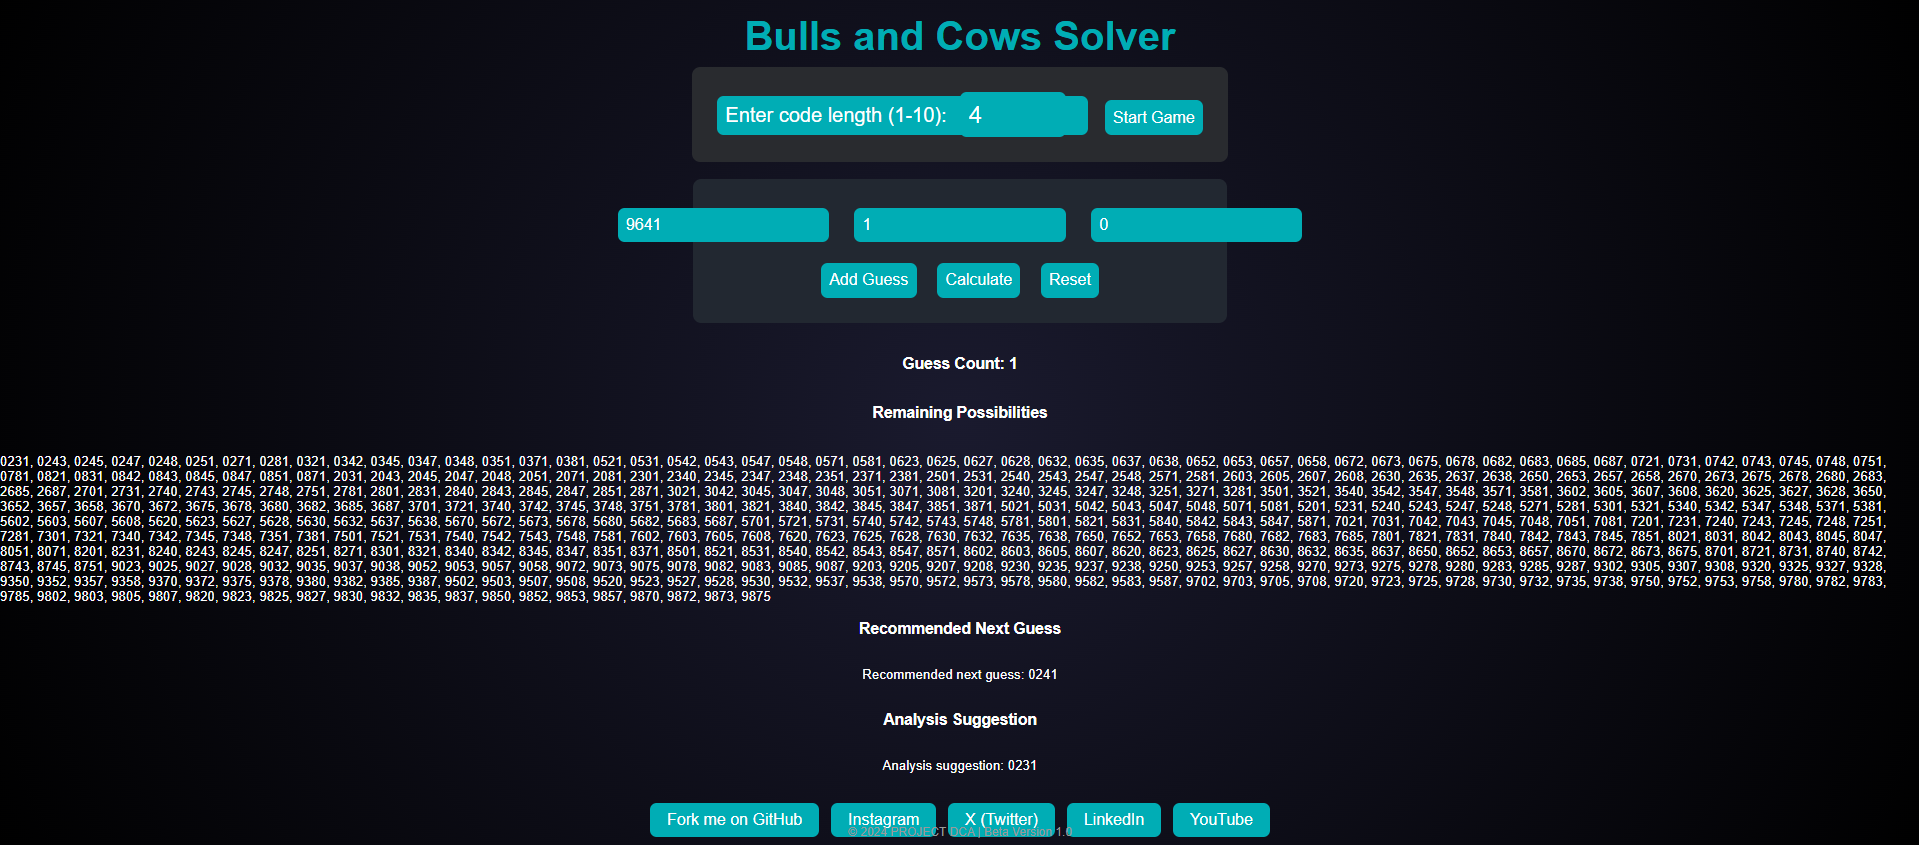 Bulls and Cows Solver
Enter code length (1-10): 4 Start Game
9641 1 0
Add Guess Calculate Reset
Guess Count: 1
Remaining Possibilities
0231, 0243, 0245, 0247, 0248, 0251, 0271, 0281, 0321, 0342, 0345, 0347, 0348, 0351, 0371, 0381, 0521, 0531, 0542, 0543, 0547, 0548, 0571, 0581, 0623, 0625, 0627, 0628, 0632, 0635, 0637, 0638, 0652, 0653, 0657, 0658, 0672, 0673, 0675, 0678, 0682, 0683, 0685, 0687, 0721, 0731, 0742, 0743, 0745, 0748, 0751,
0781, 0821, 0831, 0842, 0843, 0845, 0847, 0851, 0871, 2031, 2043, 2045, 2047, 2048, 2051, 2071, 2081, 2301, 2340, 2345, 2347, 2348, 2351, 2371, 2381, 2501, 2531, 2540, 2543, 2547, 2548, 2571, 2581, 2603, 2605, 2607, 2608, 2630, 2635, 2637, 2638, 2650, 2653, 2657, 2658, 2670, 2673, 2675, 2678, 2680, 2683,
2685, 2687, 2701, 2731, 2740, 2743, 2745, 2748, 2751, 2781, 2801, 2831, 2840, 2843, 2845, 2847, 2851, 2871, 3021, 3042, 3045, 3047, 3048, 3051, 3071, 3081, 3201, 3240, 3245, 3247, 3248, 3251, 3271, 3281, 3501, 3521, 3540, 3542, 3547, 3548, 3571, 3581, 3602, 3605, 3607, 3608, 3620, 3625, 3627, 3628, 3650,
3652, 3657, 3658, 3670, 3672, 3675, 3678, 3680, 3682, 3685, 3687, 3701, 3721, 3740, 3742, 3745, 3748, 3751, 3781, 3801, 3821, 3840, 3842, 3845, 3847, 3851, 3871, 5021, 5031, 5042, 5043, 5047, 5048, 5071, 5081, 5201, 5231, 5240, 5243, 5247, 5248, 5271, 5281, 5301, 5321, 5340, 5342, 5347, 5348, 5371, 5381,
5602, 5603, 5607, 5608, 5620, 5623, 5627, 5628, 5630, 5632, 5637, 5638, 5670, 5672, 5673, 5678, 5680, 5682, 5683, 5687, 5701, 5721, 5731, 5740, 5742, 5743, 5748, 5781, 5801, 5821, 5831, 5840, 5842, 5843, 5847, 5871, 7021, 7031, 7042, 7043, 7045, 7048, 7051, 7081, 7201, 7231, 7240, 7243, 7245, 7248, 7251,
7281, 7301, 7321, 7340, 7342, 7345, 7348, 7351, 7381, 7501, 7521, 7531, 7540, 7542, 7543, 7548, 7581, 7602, 7603, 7605, 7608, 7620, 7623, 7625, 7628, 7630, 7632, 7635, 7638, 7650, 7652, 7653, 7658, 7680, 7682, 7683, 7685, 7801, 7821, 7831, 7840, 7842, 7843, 7845, 7851, 8021, 8031, 8042, 8043, 8045, 8047,
8051, 8071, 8201, 8231, 8240, 8243, 8245, 8247, 8251, 8271, 8301, 8321, 8340, 8342, 8345, 8347, 8351, 8371, 8501, 8521, 8531, 8540, 8542, 8543, 8547, 8571, 8602, 8603, 8605, 8607, 8620, 8623, 8625, 8627, 8630, 8632, 8635, 8637, 8650, 8652, 8653, 8657, 8670, 8672, 8673, 8675, 8701, 8721, 8731, 8740, 8742,
8743, 8745, 8751, 9023, 9025, 9027, 9028, 9032, 9035, 9037, 9038, 9052, 9053, 9057, 9058, 9072, 9073, 9075, 9078, 9082, 9083, 9085, 9087, 9203, 9205, 9207, 9208, 9230, 9235, 9237, 9238, 9250, 9253, 9257, 9258, 9270, 9273, 9275, 9278, 9280, 9283, 9285, 9287, 9302, 9305, 9307, 9308, 9320, 9325, 9327, 9328,
9350, 9352, 9357, 9358, 9370, 9372, 9375, 9378, 9380, 9382, 9385, 9387, 9502, 9503, 9507, 9508, 9520, 9523, 9527, 9528, 9530, 9532, 9537, 9538, 9570, 9572, 9573, 9578, 9580, 9582, 9583, 9587, 9702, 9703, 9705, 9708, 9720, 9723, 9725, 9728, 9730, 9732, 9735, 9738, 9750, 9752, 9753, 9758, 9780, 9782, 9783,
9785, 9802, 9803, 9805, 9807, 9820, 9823, 9825, 9827, 9830, 9832, 9835, 9837, 9850, 9852, 9853, 9857, 9870, 9872, 9873, 9875
Recommended Next Guess
Recommended next guess: 0241
Analysis Suggestion
Analysis suggestion: 0231
Fork me on GitHub Instagram X (Twitter) LinkedIn YouTube
© 2024 PROJECT DCA | Beta Version 1.0